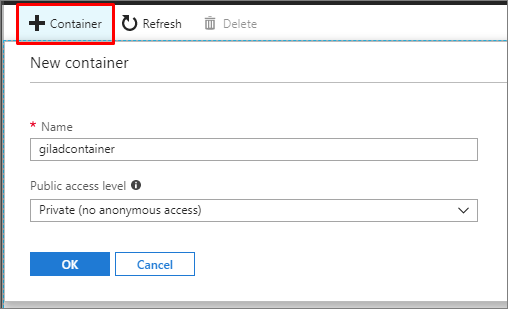 Container Refresh Delete
New container
* Name
giladcontainer
Public access level
Private (no anonymous access)
OK Cancel